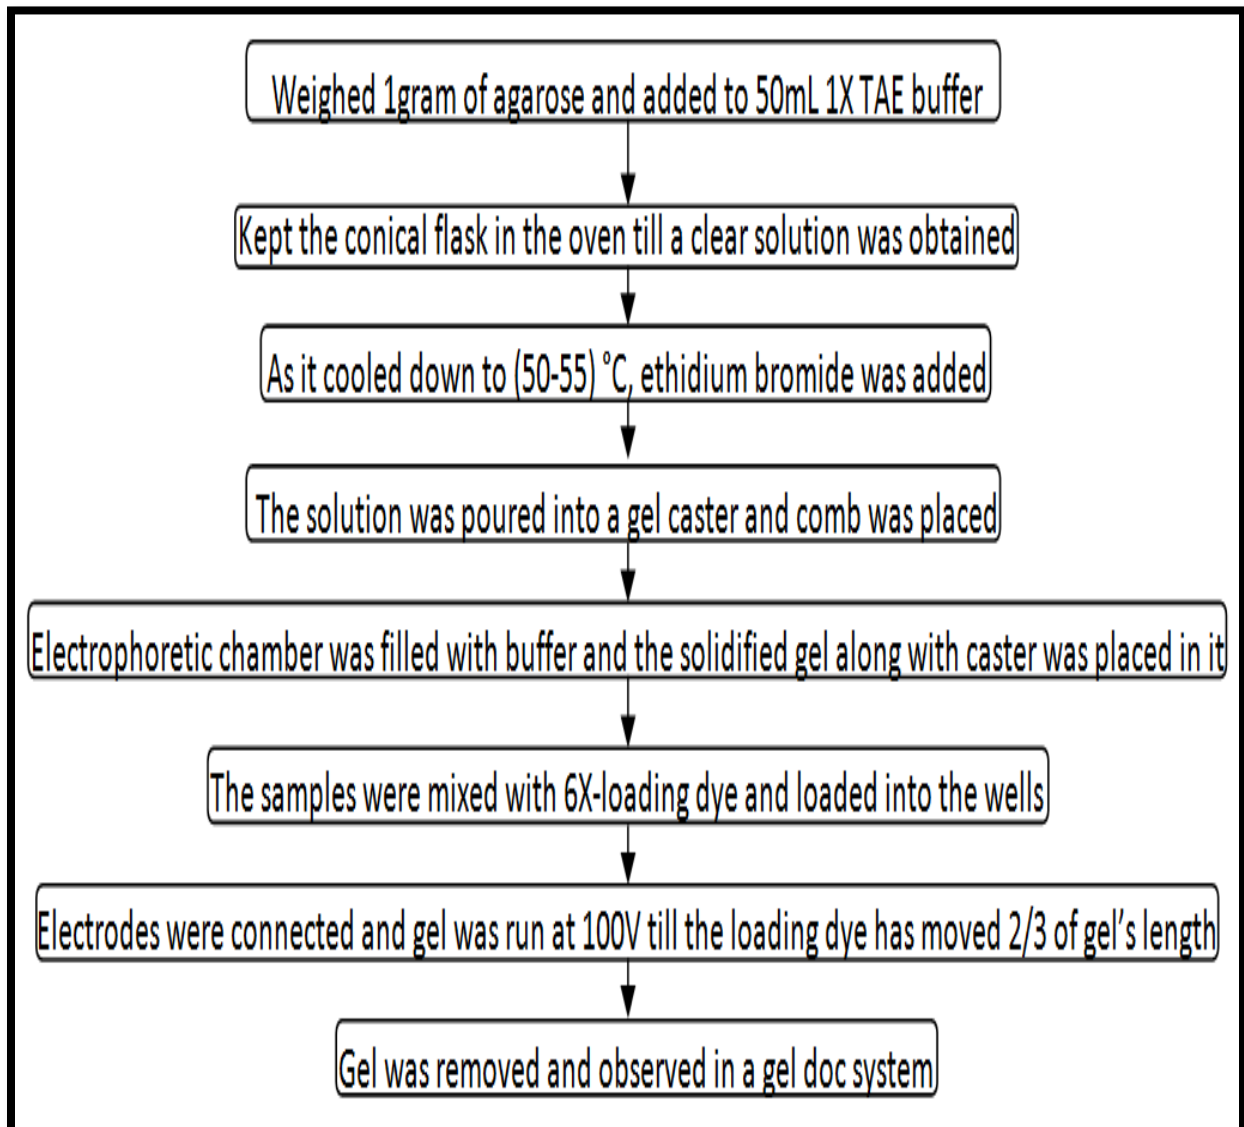 Weighed 1gram of agarose and added to 50mL 1X TAE buffer
Kept the conical flask in the oven till a clear solution was obtained
As it cooled down to (50-55) °C, ethidium bromide was added
The solution was poured into a gel caster and comb was placed
Electrophoretic chamber was filled with buffer and the solidified gel along with caster was placed in it
The samples were mixed with 6X-loading dye and loaded into the wells
Electrodes were connected and gel was run at 100V till the loading dye has moved 2/3 of gel’s length
Gel was removed and observed in a gel doc system